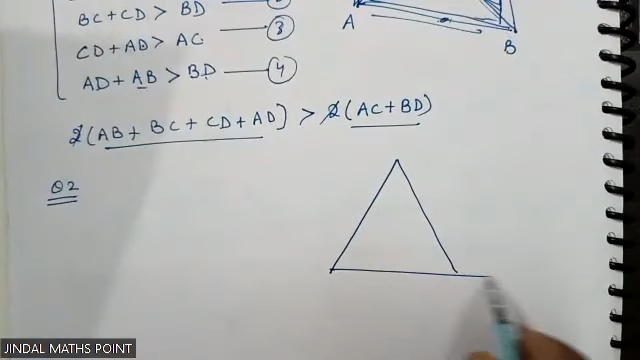 BC + CD > BD
CD + AD > AC ——— ③
AD + AB > BD ——— ④
A
B
2(AB + BC + CD + AD) > 2(AC + BD)
Q2
JINDAL MATHS POINT